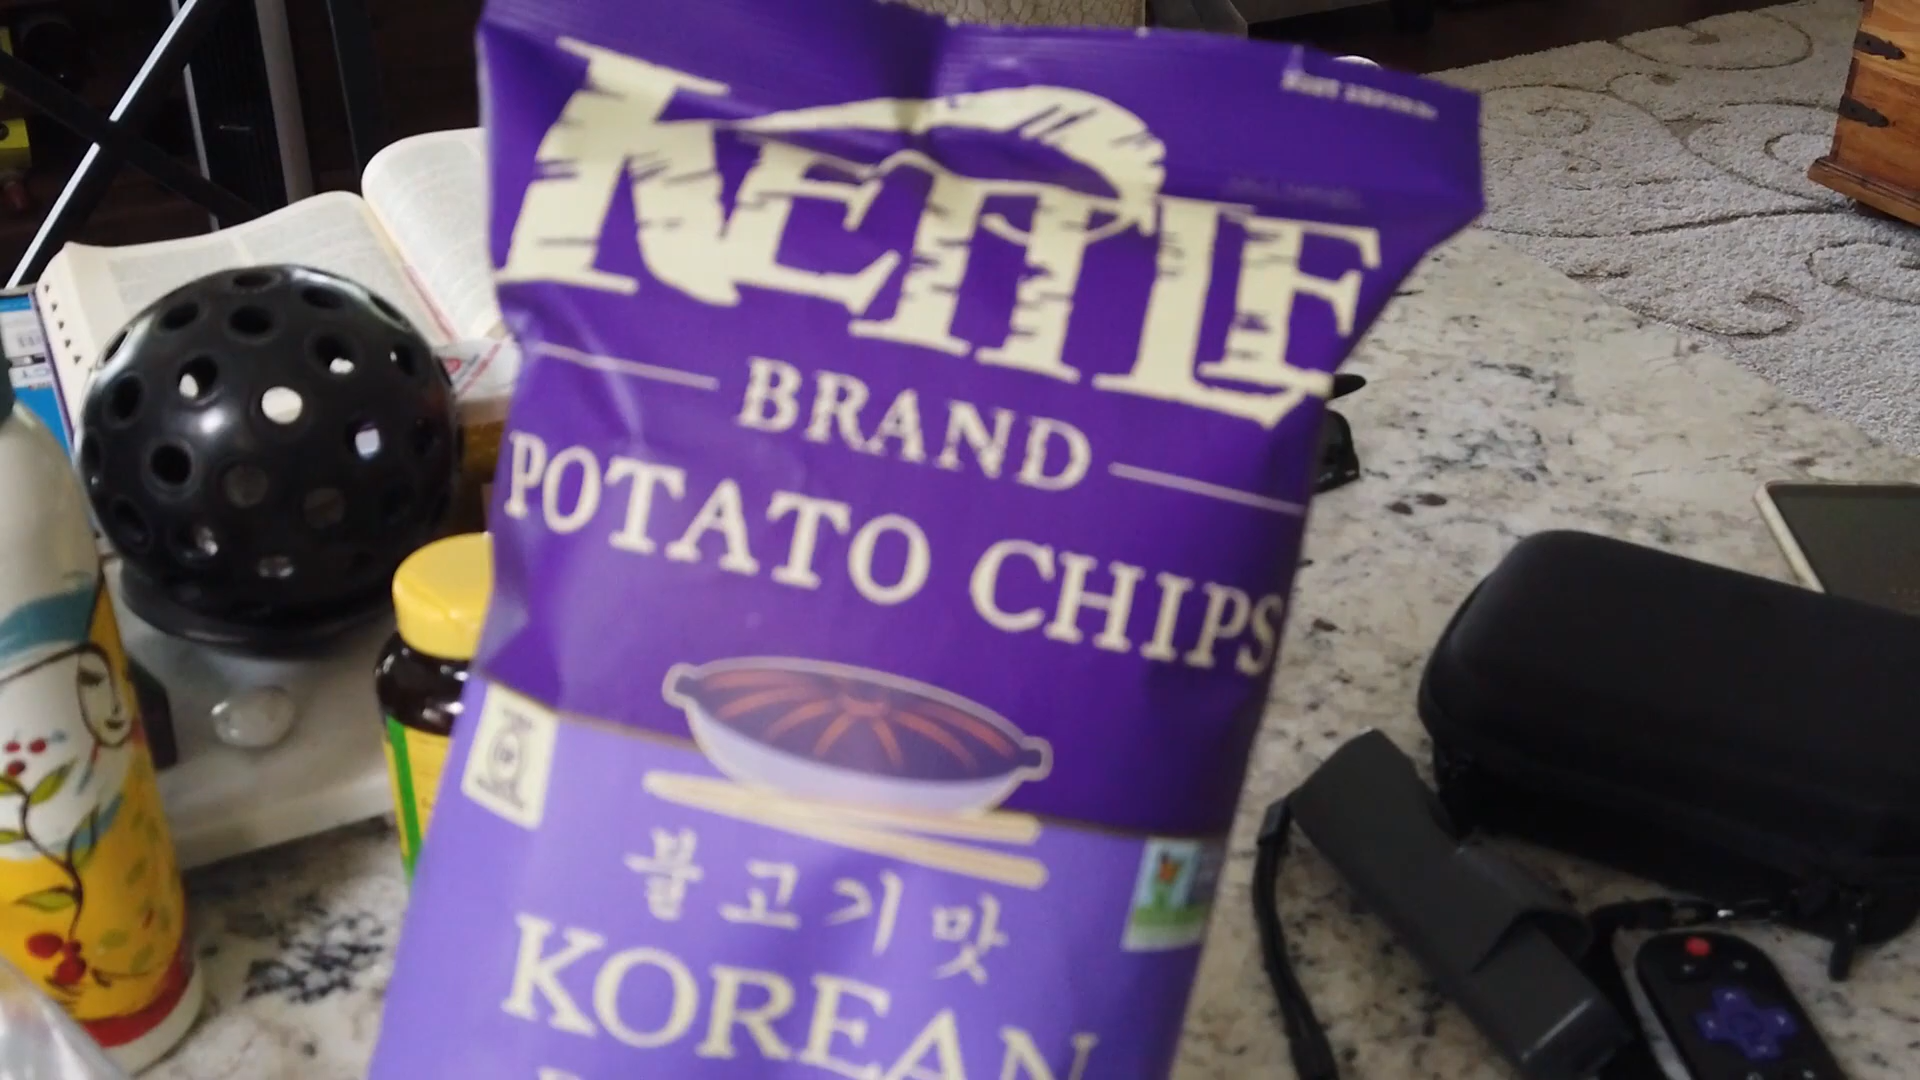 KETTLE
BRAND
POTATO CHIPS
불고기맛
KOREAN